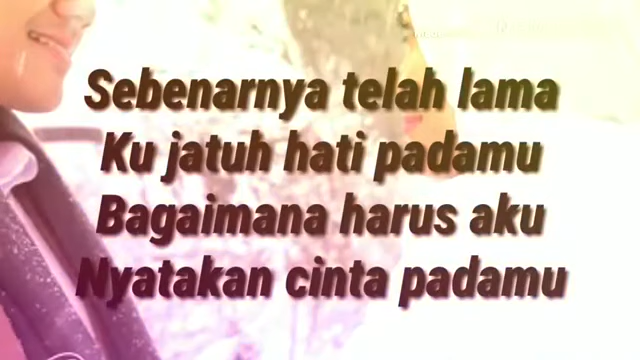 Sebenarnya telah lama
Ku jatuh hati padamu
Bagaimana harus aku
Nyatakan cinta padamu